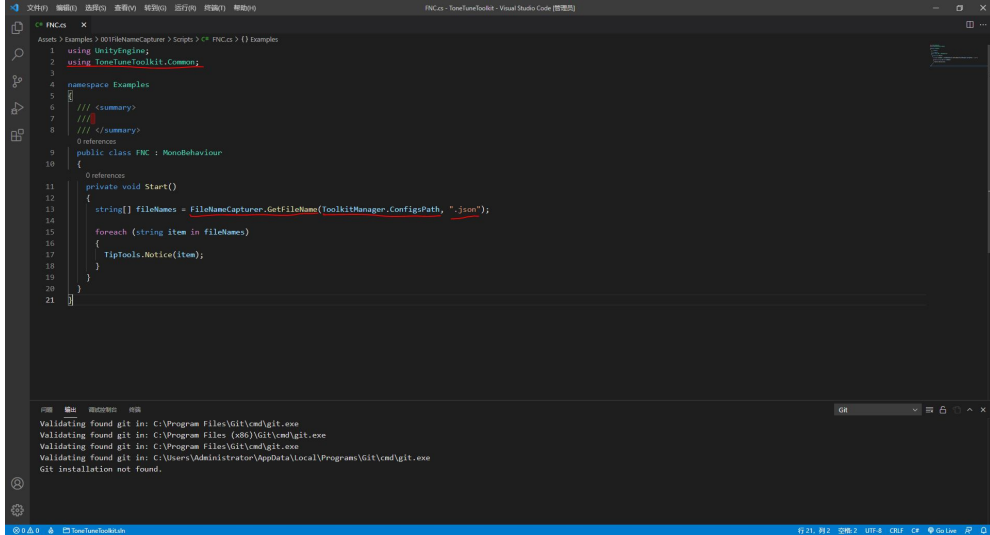 文件(F) 编辑(E) 选择(S) 查看(V) 转到(G) 运行(R) 终端(T) 帮助(H) FNC.cs - ToneTuneToolkit - Visual Studio Code [管理员]
C# FNC.cs ×
Assets > Examples > 001FileNameCapturer > Scripts > C# FNC.cs > {} Examples
1 using UnityEngine;
2 using ToneTuneToolkit.Common;
3
4 namespace Examples
5 {
6 /// <summary>
7 ///
8 /// </summary>
0 references
9 public class FNC : MonoBehaviour
10 {
0 references
11 private void Start()
12 {
13 string[] fileNames = FileNameCapturer.GetFileName(ToolkitManager.ConfigsPath, ".json");
14
15 foreach (string item in fileNames)
16 {
17 TipTools.Notice(item);
18 }
19 }
20 }
21 }
问题 输出 调试控制台 终端 Git
Validating found git in: C:\Program Files\Git\cmd\git.exe
Validating found git in: C:\Program Files (x86)\Git\cmd\git.exe
Validating found git in: C:\Program Files\Git\cmd\git.exe
Validating found git in: C:\Users\Administrator\AppData\Local\Programs\Git\cmd\git.exe
Git installation not found.
0 0 ToneTuneToolkit.sln 行 21, 列 2 空格: 2 UTF-8 CRLF C# Go Live